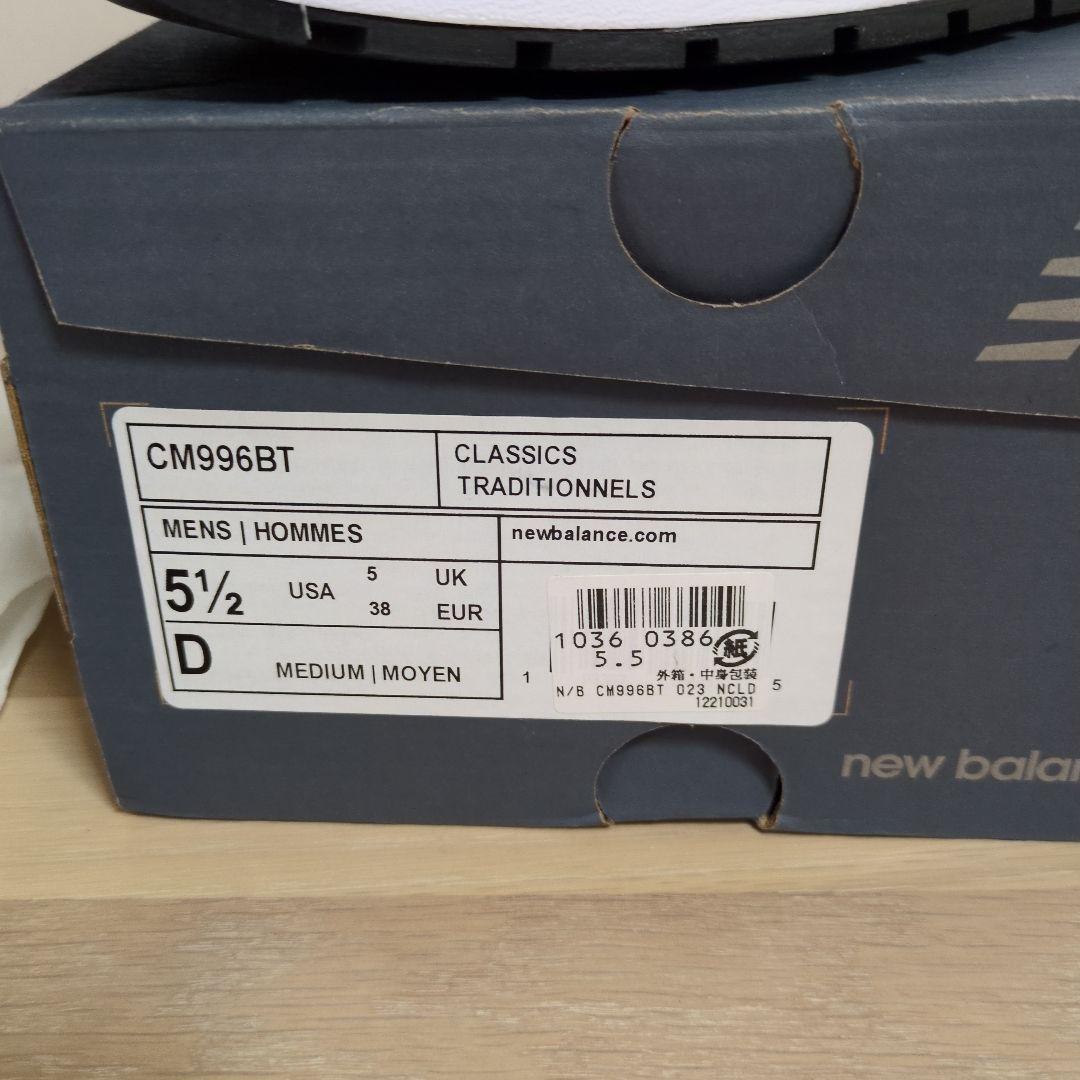 CM996BT
CLASSICS
TRADITIONNELS
MENS | HOMMES
newbalance.com
5½ USA 5 UK
38 EUR
D MEDIUM | MOYEN
1
1036 0386
5.5
紙
外箱・中身包装
N/B CM996BT 023 NCLD
12210031
5
new balan